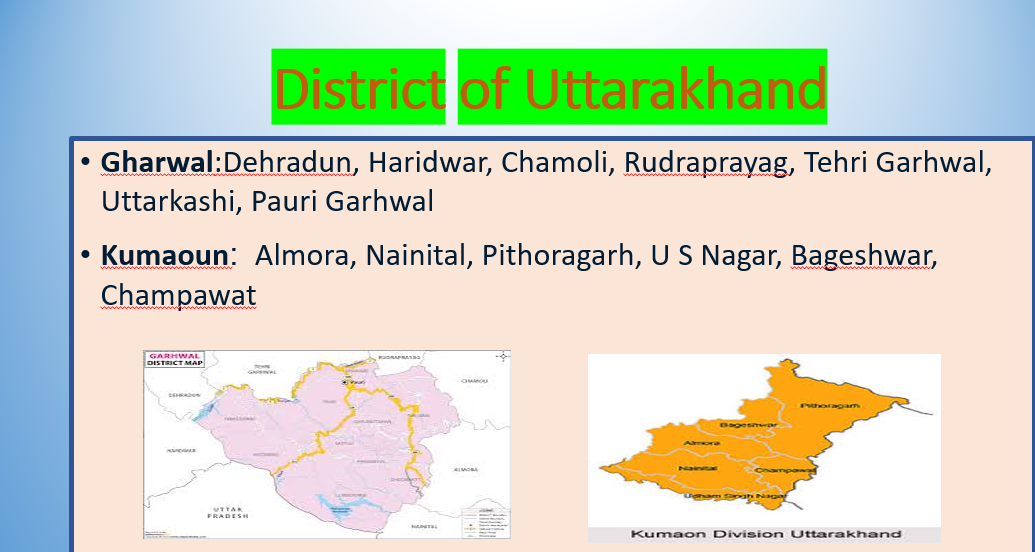 District of Uttarakhand
• Gharwal:Dehradun, Haridwar, Chamoli, Rudraprayag, Tehri Garhwal,
Uttarkashi, Pauri Garhwal
• Kumaoun:  Almora, Nainital, Pithoragarh, U S Nagar, Bageshwar,
Champawat
GARHWAL
DISTRICT MAP
RUDRAPRAYAG
TEHRI
GARHWAL
CHAMOLI
DEHRADUN
Pauri
HARIDWAR
ALMORA
UTTAR
PRADESH
NAINITAL
Pithoragarh
Bageshwar
Almora
Nainital
Champawat
Udham Singh Nagar
Kumaon Division Uttarakhand